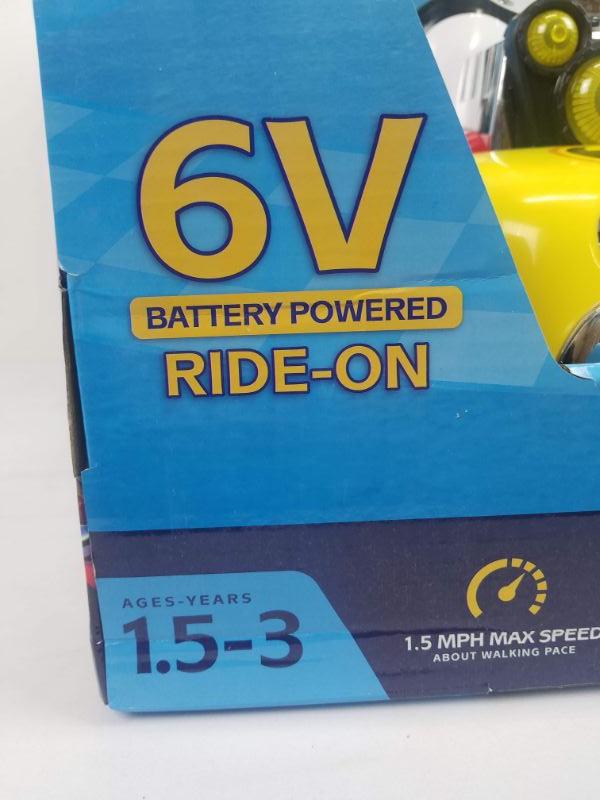 6V
BATTERY POWERED
RIDE-ON
AGES-YEARS
1.5-3
1.5 MPH MAX SPEED
ABOUT WALKING PACE